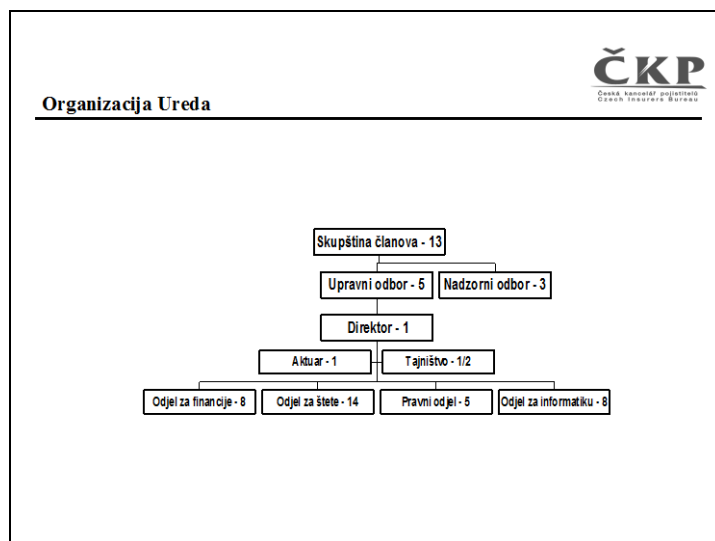 ČKP
Česká kancelář pojistitelů
Czech Insurers Bureau
Organizacija Ureda
Skupština članova - 13
Upravni odbor - 5
Nadzorni odbor - 3
Direktor - 1
Aktuar - 1
Tajništvo - 1/2
Odjel za financije - 8
Odjel za štete - 14
Pravni odjel - 5
Odjel za informatiku - 8